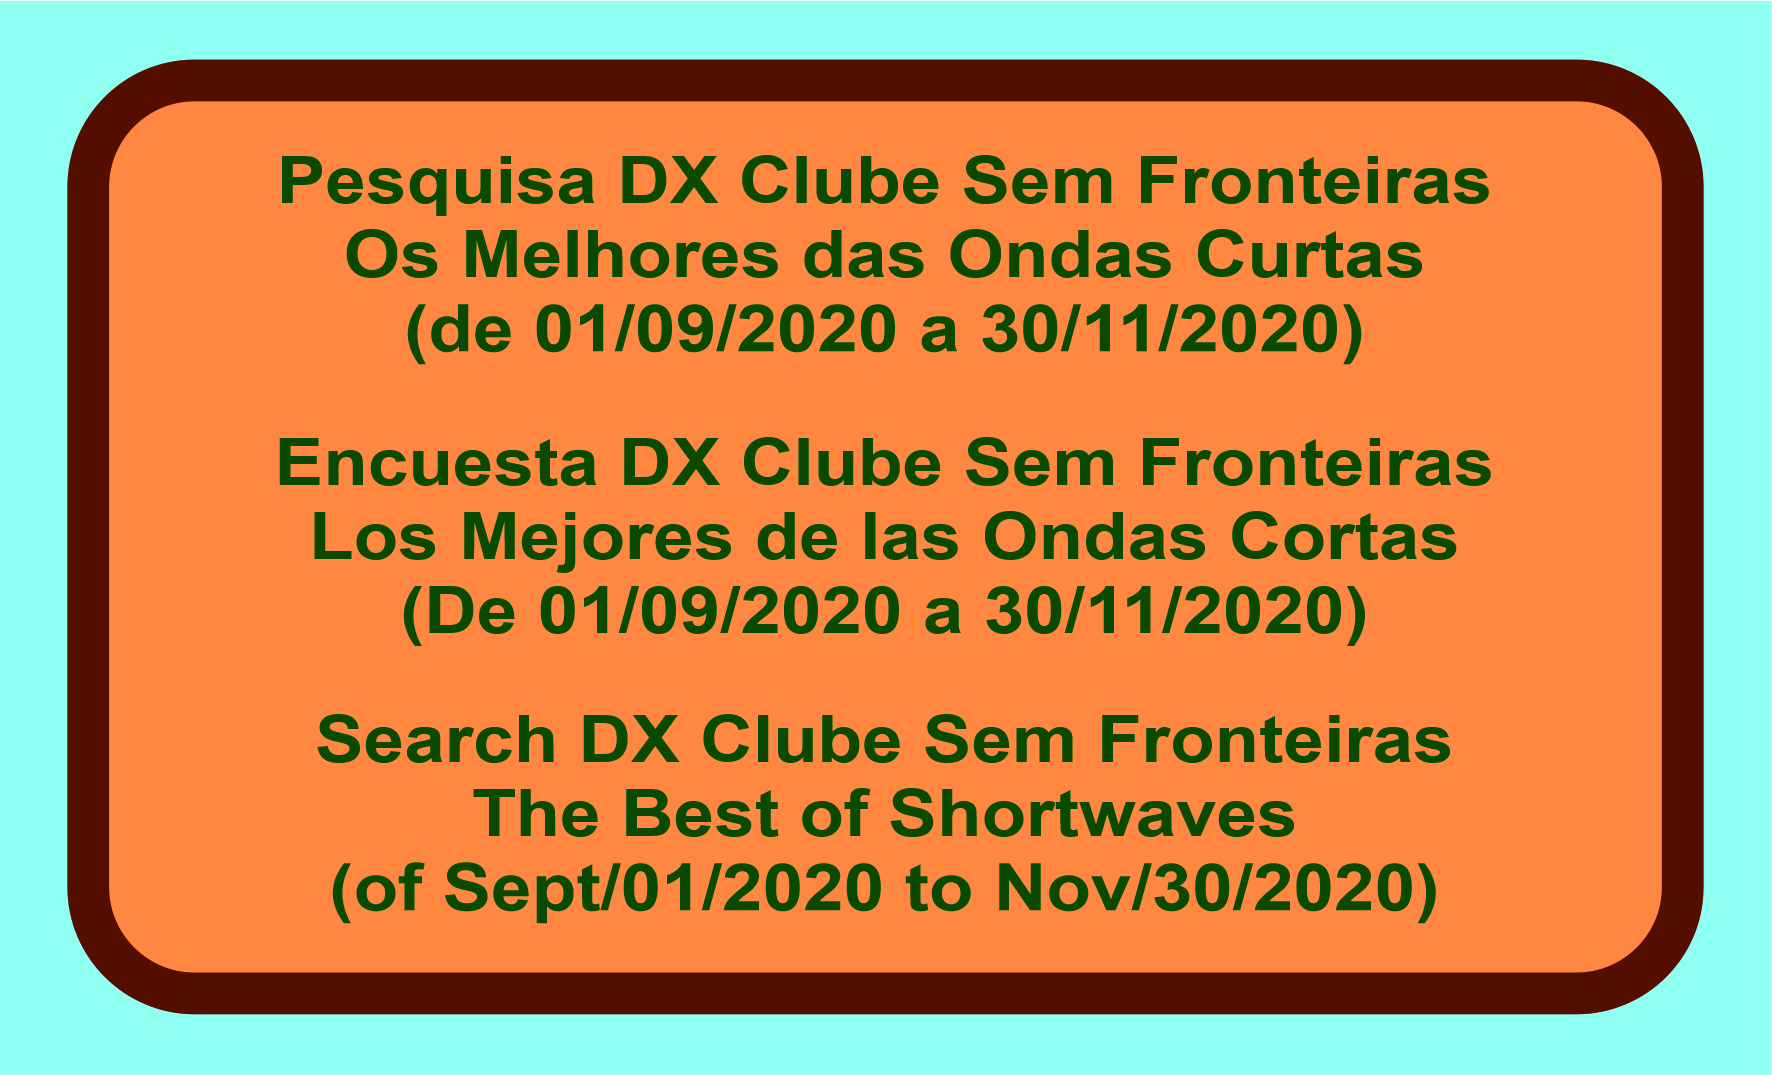 Pesquisa DX Clube Sem Fronteiras
Os Melhores das Ondas Curtas
(de 01/09/2020 a 30/11/2020)
Encuesta DX Clube Sem Fronteiras
Los Mejores de las Ondas Cortas
(De 01/09/2020 a 30/11/2020)
Search DX Clube Sem Fronteiras
The Best of Shortwaves
(of Sept/01/2020 to Nov/30/2020)